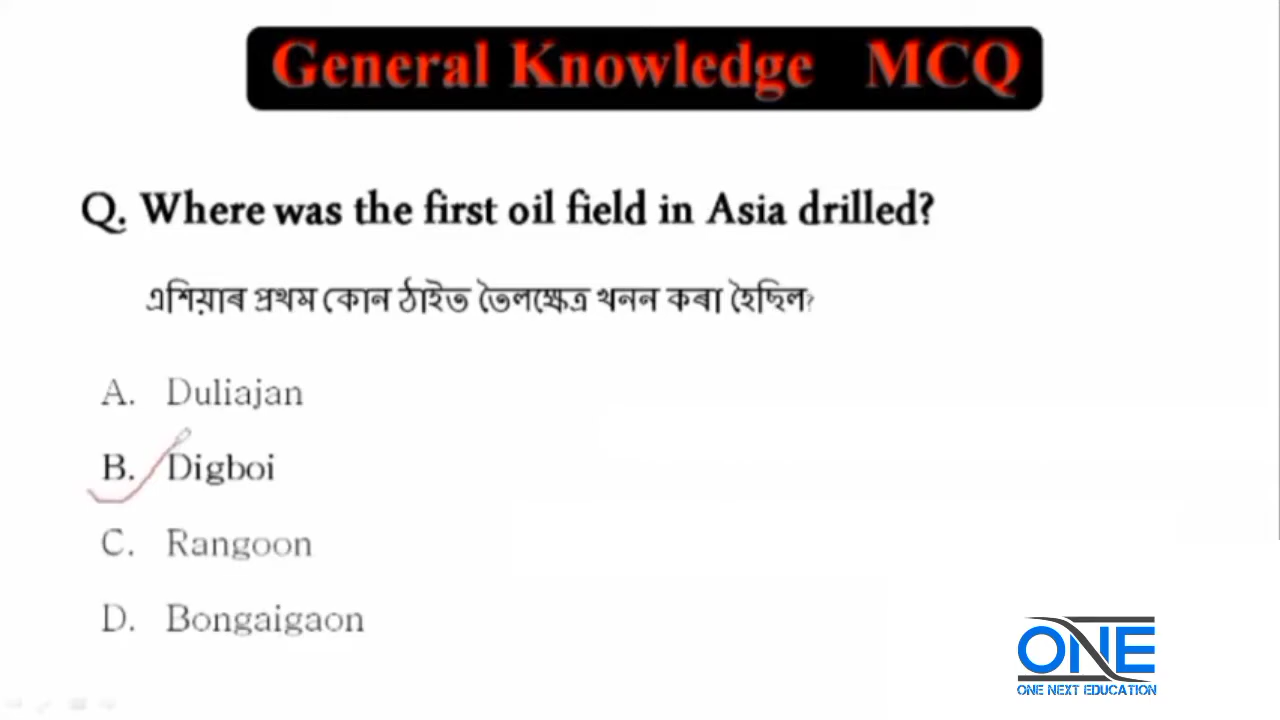 General Knowledge MCQ
Q. Where was the first oil field in Asia drilled?
এশিয়াৰ প্ৰথম কোন ঠাইত তৈলক্ষেত্ৰ খনন কৰা হৈছিল?
A. Duliajan
B. Digboi
C. Rangoon
D. Bongaigaon
ONE
ONE NEXT EDUCATION